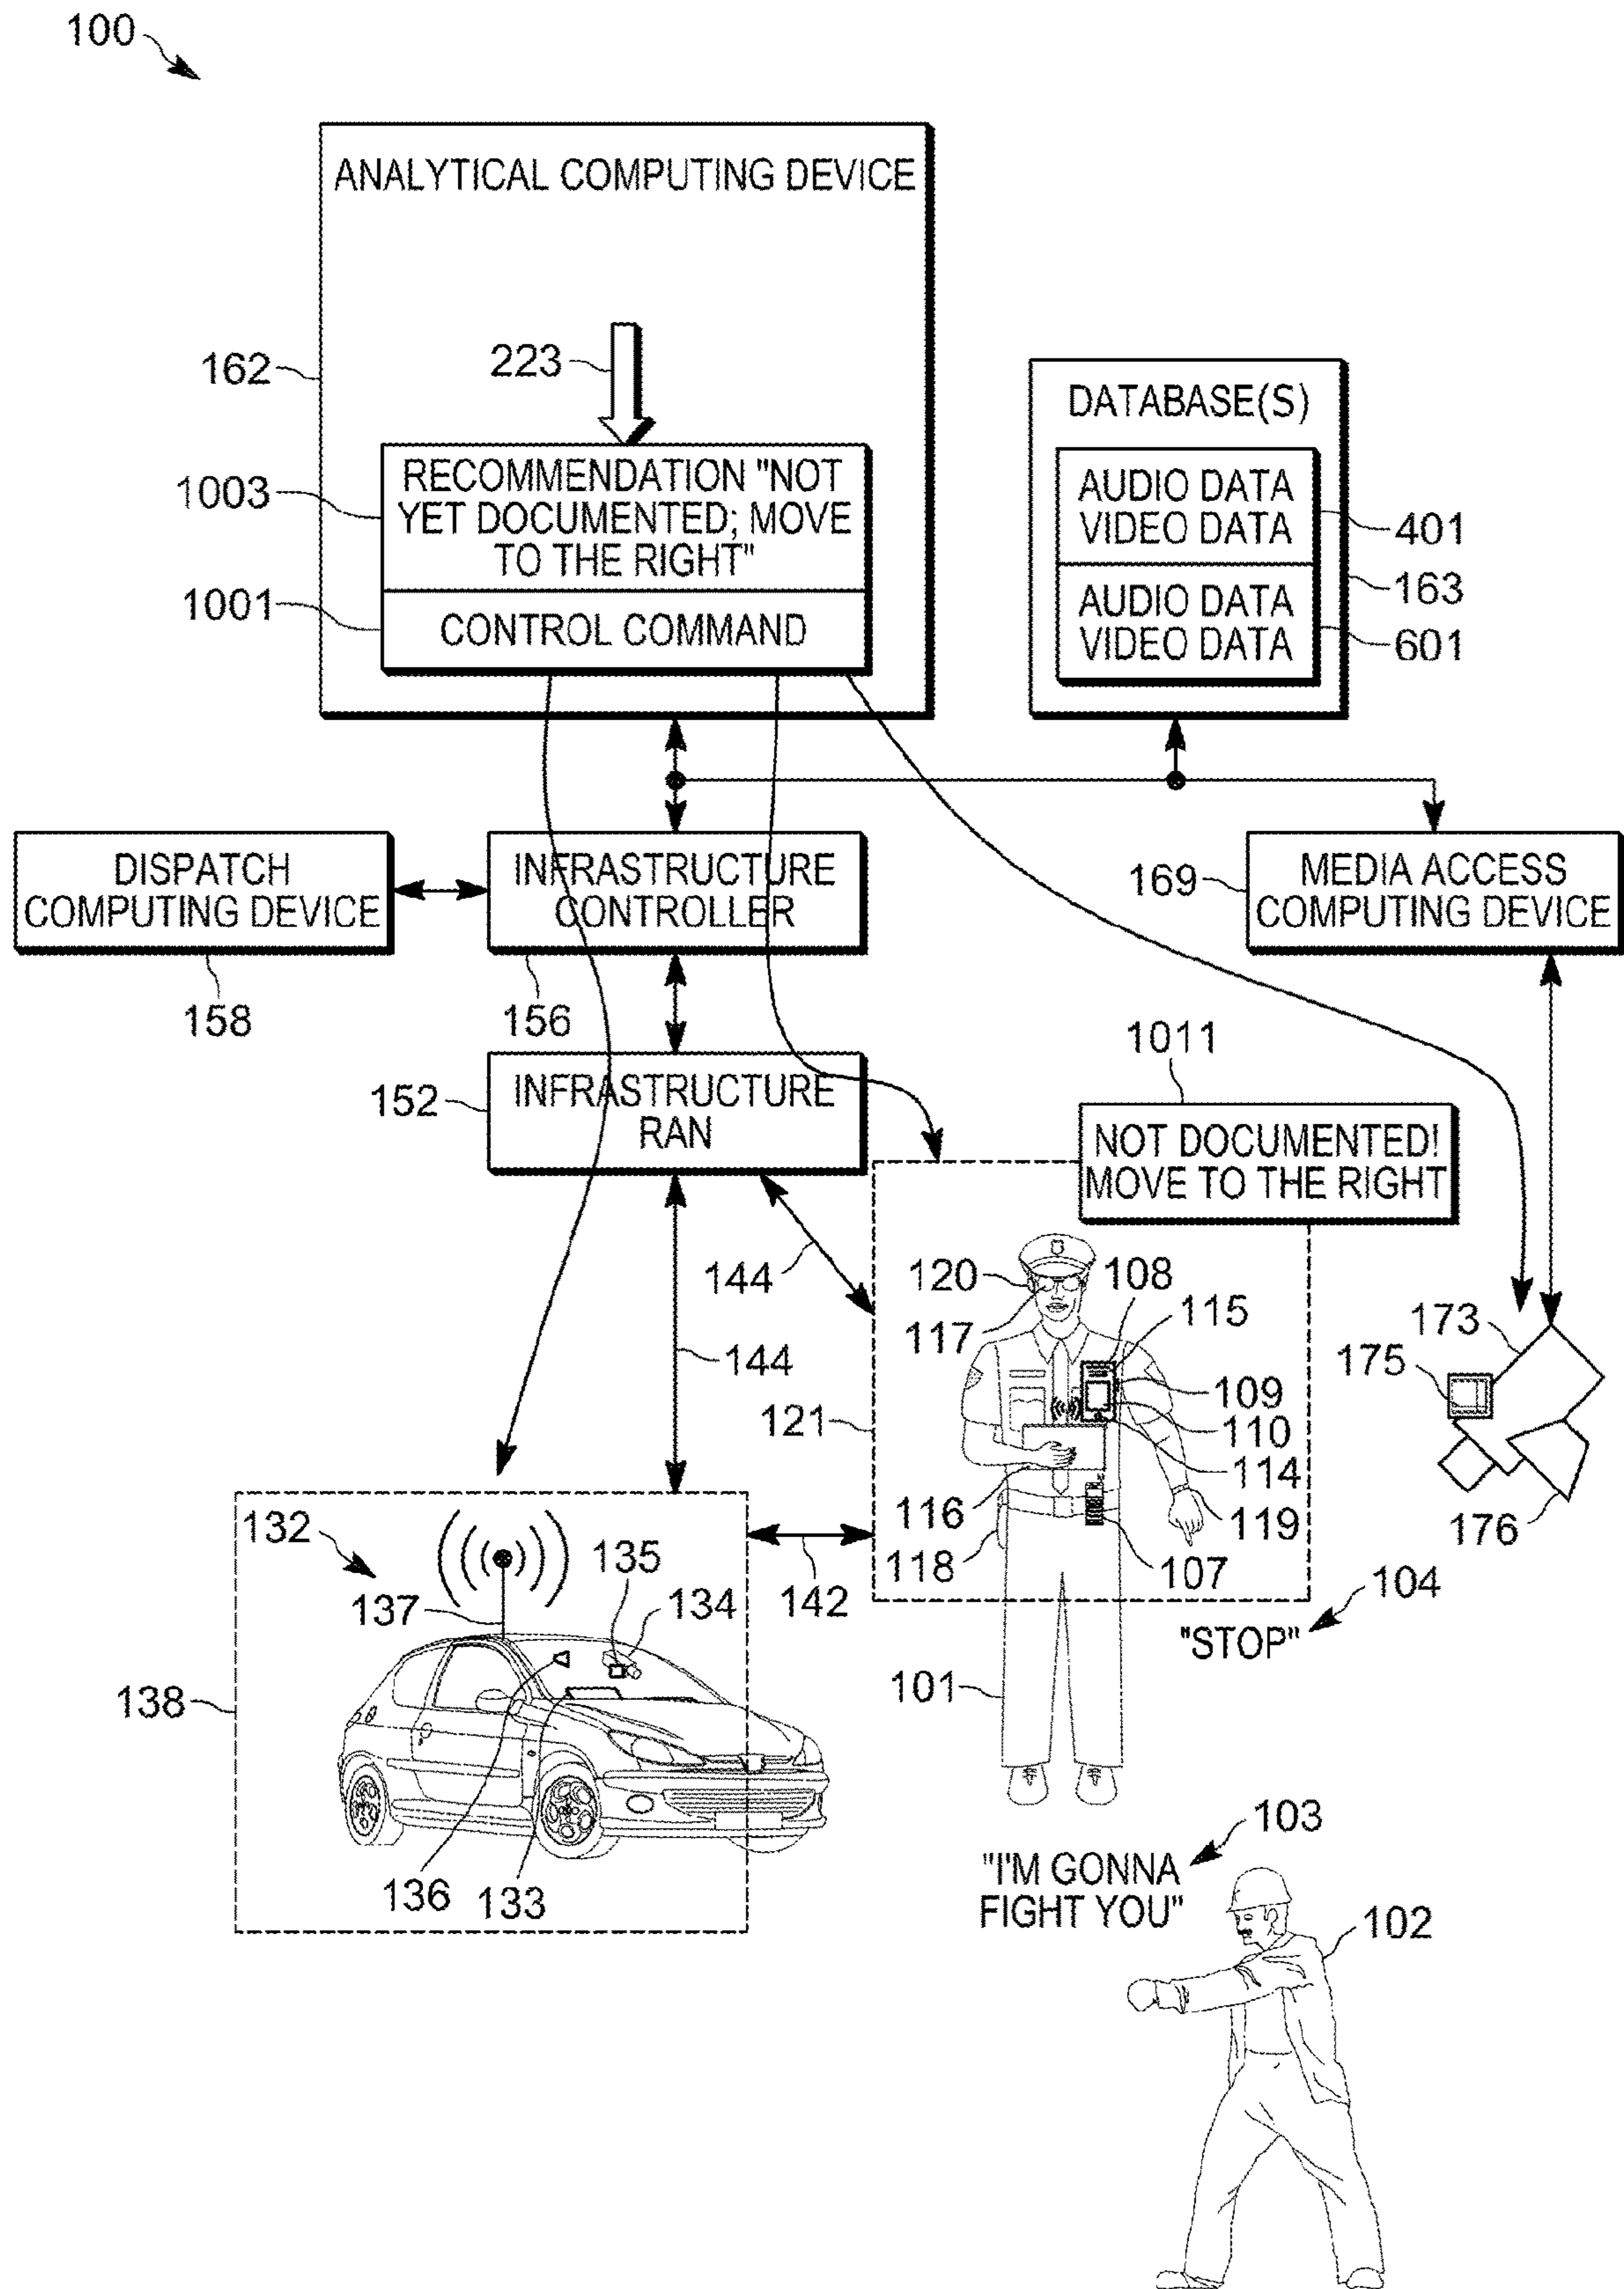 100
ANALYTICAL COMPUTING DEVICE
223
162
DATABASE(S)
1003
RECOMMENDATION "NOT
YET DOCUMENTED; MOVE
TO THE RIGHT"
AUDIO DATA
VIDEO DATA
401
163
1001
CONTROL COMMAND
AUDIO DATA
VIDEO DATA
601
DISPATCH
COMPUTING DEVICE
158
INFRASTRUCTURE
CONTROLLER
156
169
MEDIA ACCESS
COMPUTING DEVICE
1011
152
INFRASTRUCTURE
RAN
NOT DOCUMENTED!
MOVE TO THE RIGHT
144
120
108
117
115
173
144
175
109
121
110
114
116
119
176
118
107
132
135
142
104
137
134
"STOP"
138
101
136
133
103
"I'M GONNA
FIGHT YOU"
102